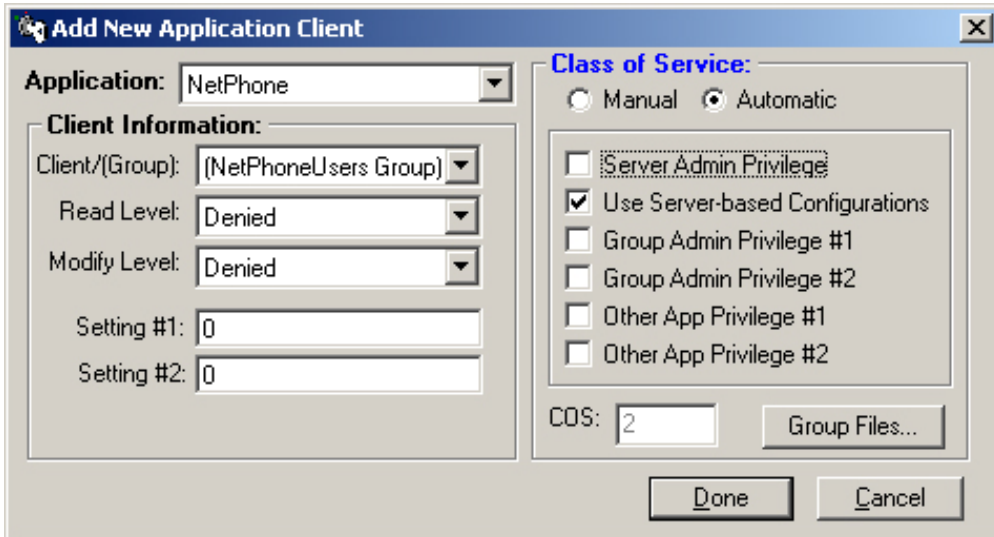 Add New Application Client
Application: NetPhone
Client Information:
Client/(Group): (NetPhoneUsers Group)
Read Level: Denied
Modify Level: Denied
Setting #1: 0
Setting #2: 0
Class of Service:
Manual Automatic
Server Admin Privilege
Use Server-based Configurations
Group Admin Privilege #1
Group Admin Privilege #2
Other App Privilege #1
Other App Privilege #2
COS: 2 Group Files...
Done Cancel